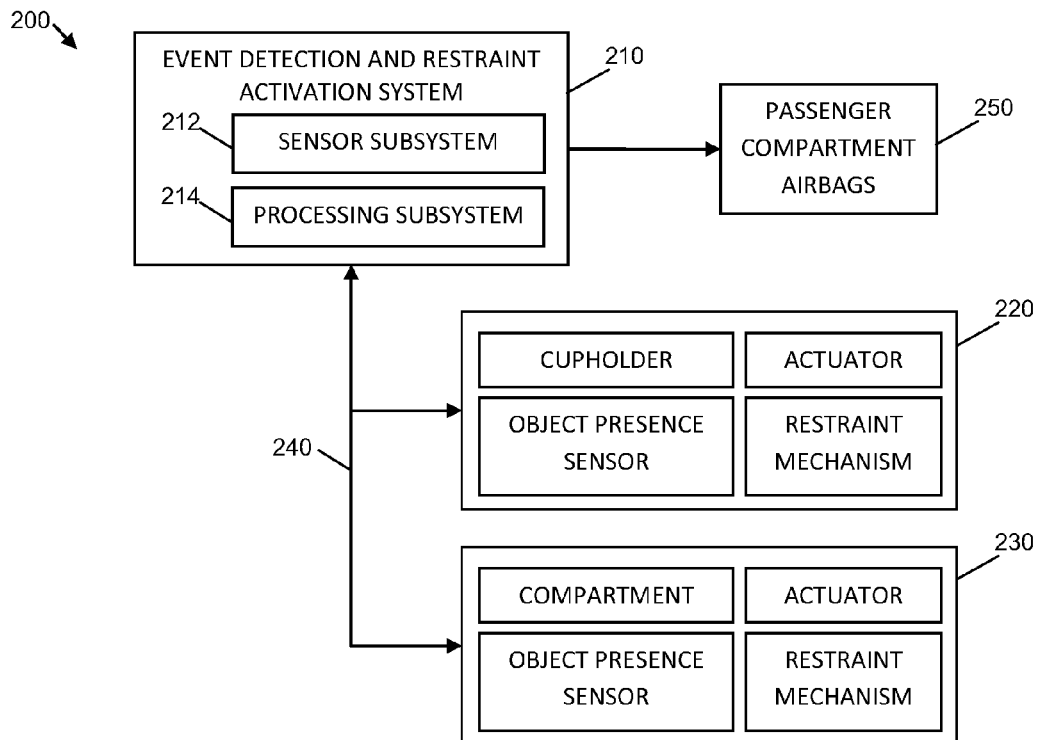 200
EVENT DETECTION AND RESTRAINT
ACTIVATION SYSTEM
210
212
SENSOR SUBSYSTEM
214
PROCESSING SUBSYSTEM
PASSENGER
COMPARTMENT
AIRBAGS
250
220
CUPHOLDER
ACTUATOR
OBJECT PRESENCE
SENSOR
RESTRAINT
MECHANISM
240
230
COMPARTMENT
ACTUATOR
OBJECT PRESENCE
SENSOR
RESTRAINT
MECHANISM